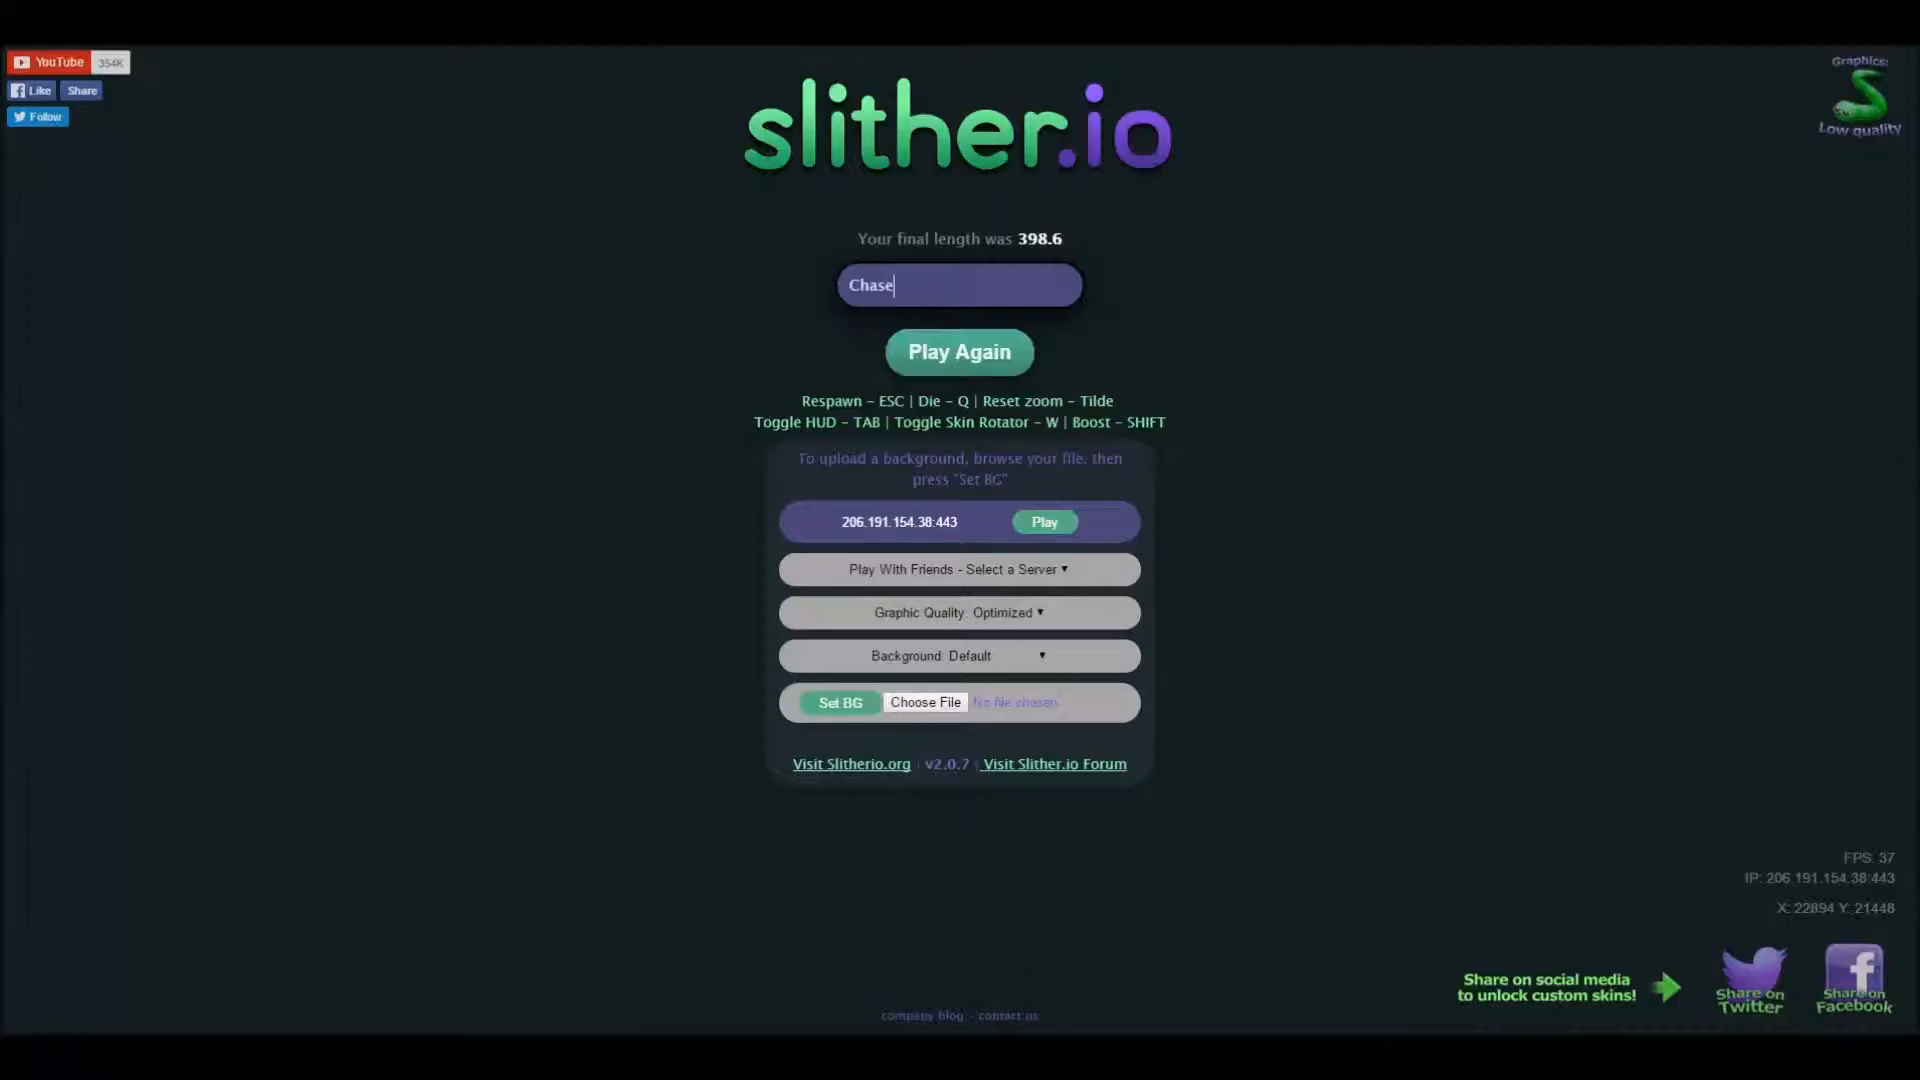 YouTube 354K
Like Share
Follow
Graphics:
Low quality
slither.io
Your final length was 398.6
Chase
Play Again
Respawn - ESC | Die - Q | Reset zoom - Tilde
Toggle HUD - TAB | Toggle Skin Rotator - W | Boost - SHIFT
To upload a background, browse your file, then
press "Set BG"
206.191.154.38:443 Play
Play With Friends - Select a Server
Graphic Quality: Optimized
Background: Default
Set BG Choose File No file chosen
Visit Slitherio.org | v2.0.7 | Visit Slither.io Forum
FPS: 37
IP: 206.191.154.38:443
X: 22894 Y: 21448
Share on social media
to unlock custom skins!
Share on
Twitter
Share on
Facebook
company blog - contact us